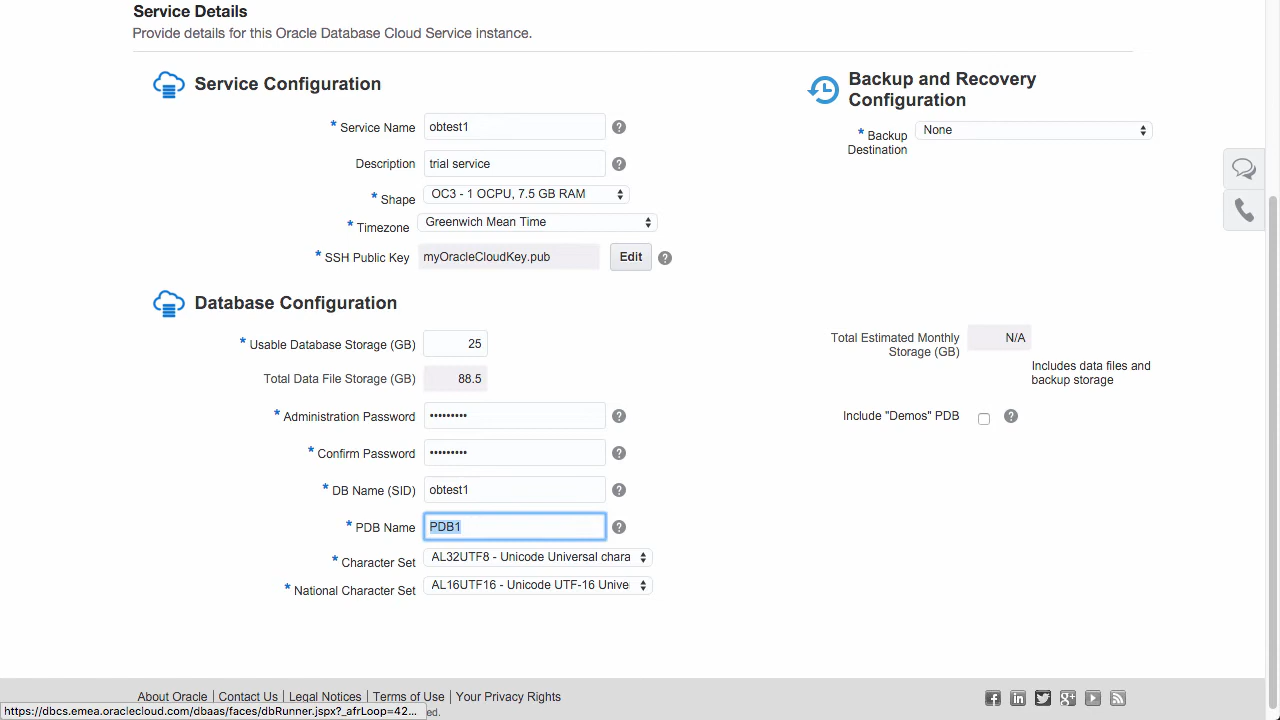 Service Details
Provide details for this Oracle Database Cloud Service instance.
Service Configuration
* Service Name obtest1 ?
Description trial service ?
* Shape OC3 - 1 OCPU, 7.5 GB RAM
* Timezone Greenwich Mean Time
* SSH Public Key myOracleCloudKey.pub Edit ?
Backup and Recovery
Configuration
* Backup
Destination
None
Database Configuration
* Usable Database Storage (GB) 25
Total Data File Storage (GB) 88.5
* Administration Password ••••••••• ?
* Confirm Password ••••••••• ?
* DB Name (SID) obtest1 ?
* PDB Name PDB1 ?
* Character Set AL32UTF8 - Unicode Universal chara
* National Character Set AL16UTF16 - Unicode UTF-16 Unive
Total Estimated Monthly
Storage (GB)
N/A
Includes data files and
backup storage
Include "Demos" PDB ?
About Oracle | Contact Us | Legal Notices | Terms of Use | Your Privacy Rights
https://dbcs.emea.oraclecloud.com/dbaas/faces/dbRunner.jspx?_afrLoop=42... ed.